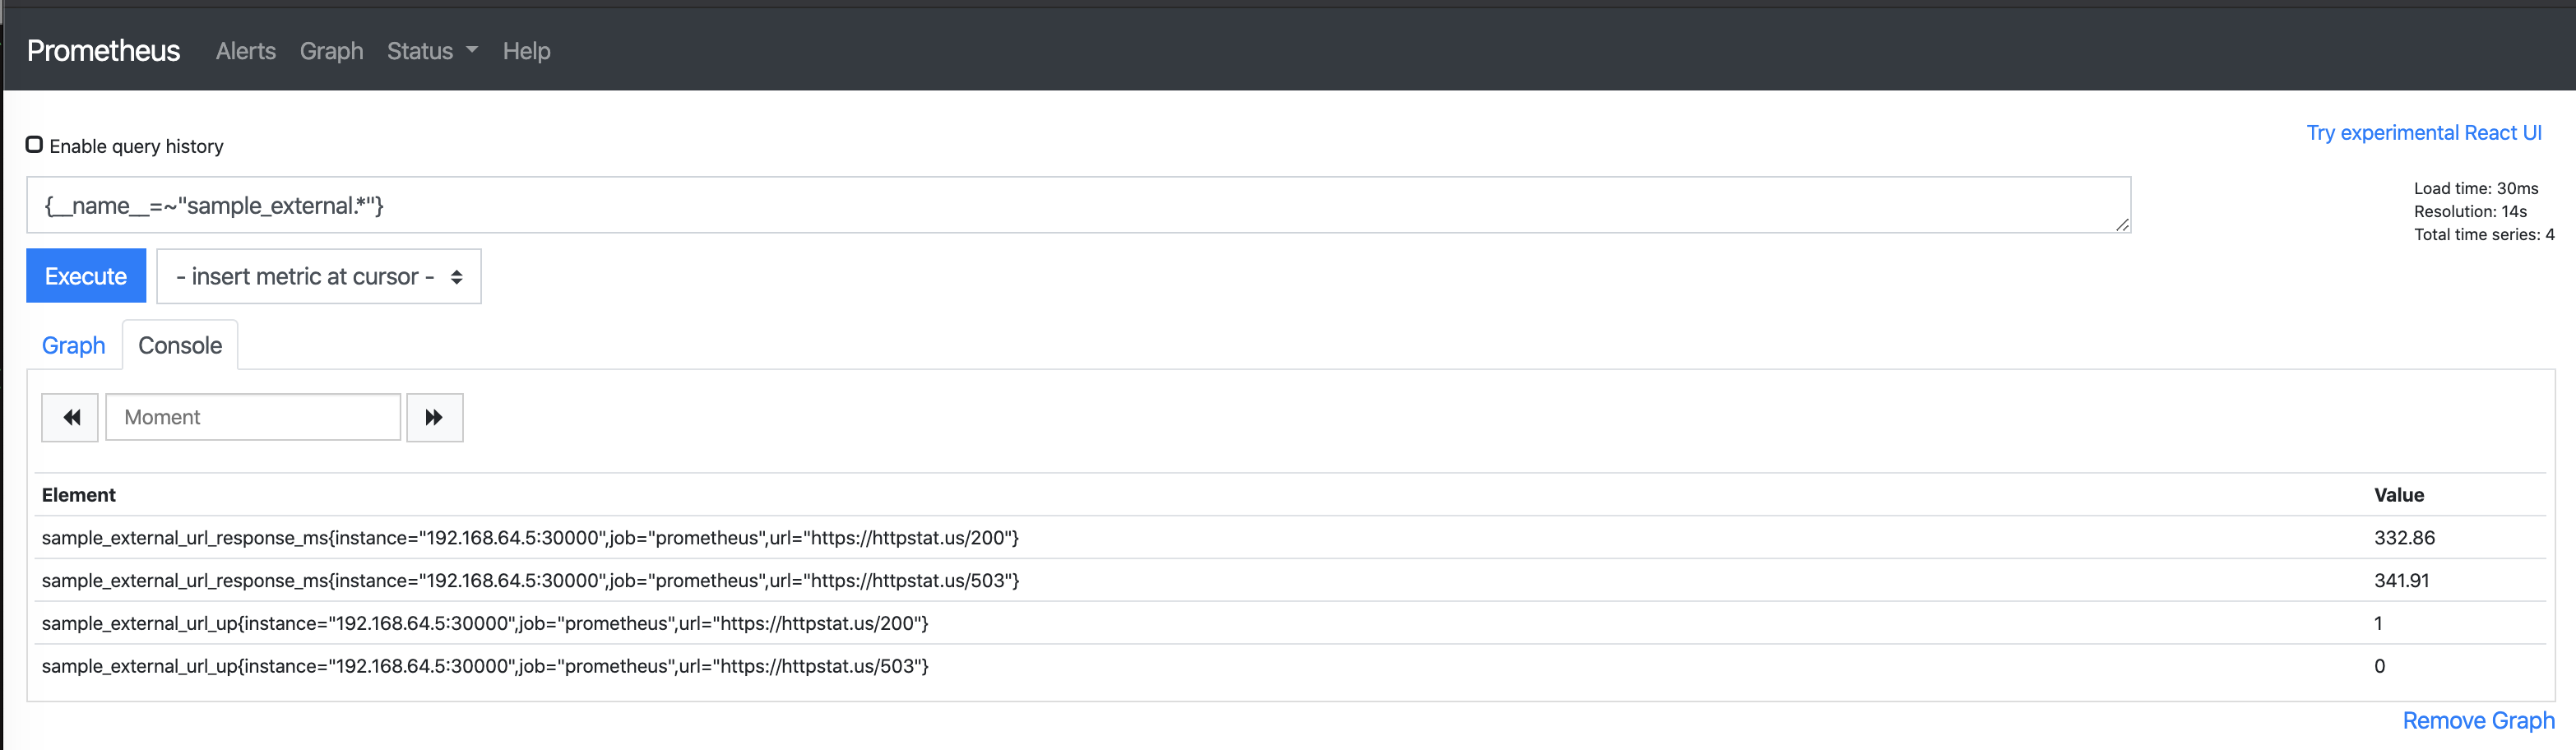 Prometheus Alerts Graph Status Help
Enable query history
Try experimental React UI
{__name__=~"sample_external.*"}
Load time: 30ms
Resolution: 14s
Total time series: 4
Execute - insert metric at cursor -
Graph Console
Moment
Element Value
sample_external_url_response_ms{instance="192.168.64.5:30000",job="prometheus",url="https://httpstat.us/200"} 332.86
sample_external_url_response_ms{instance="192.168.64.5:30000",job="prometheus",url="https://httpstat.us/503"} 341.91
sample_external_url_up{instance="192.168.64.5:30000",job="prometheus",url="https://httpstat.us/200"} 1
sample_external_url_up{instance="192.168.64.5:30000",job="prometheus",url="https://httpstat.us/503"} 0
Remove Graph